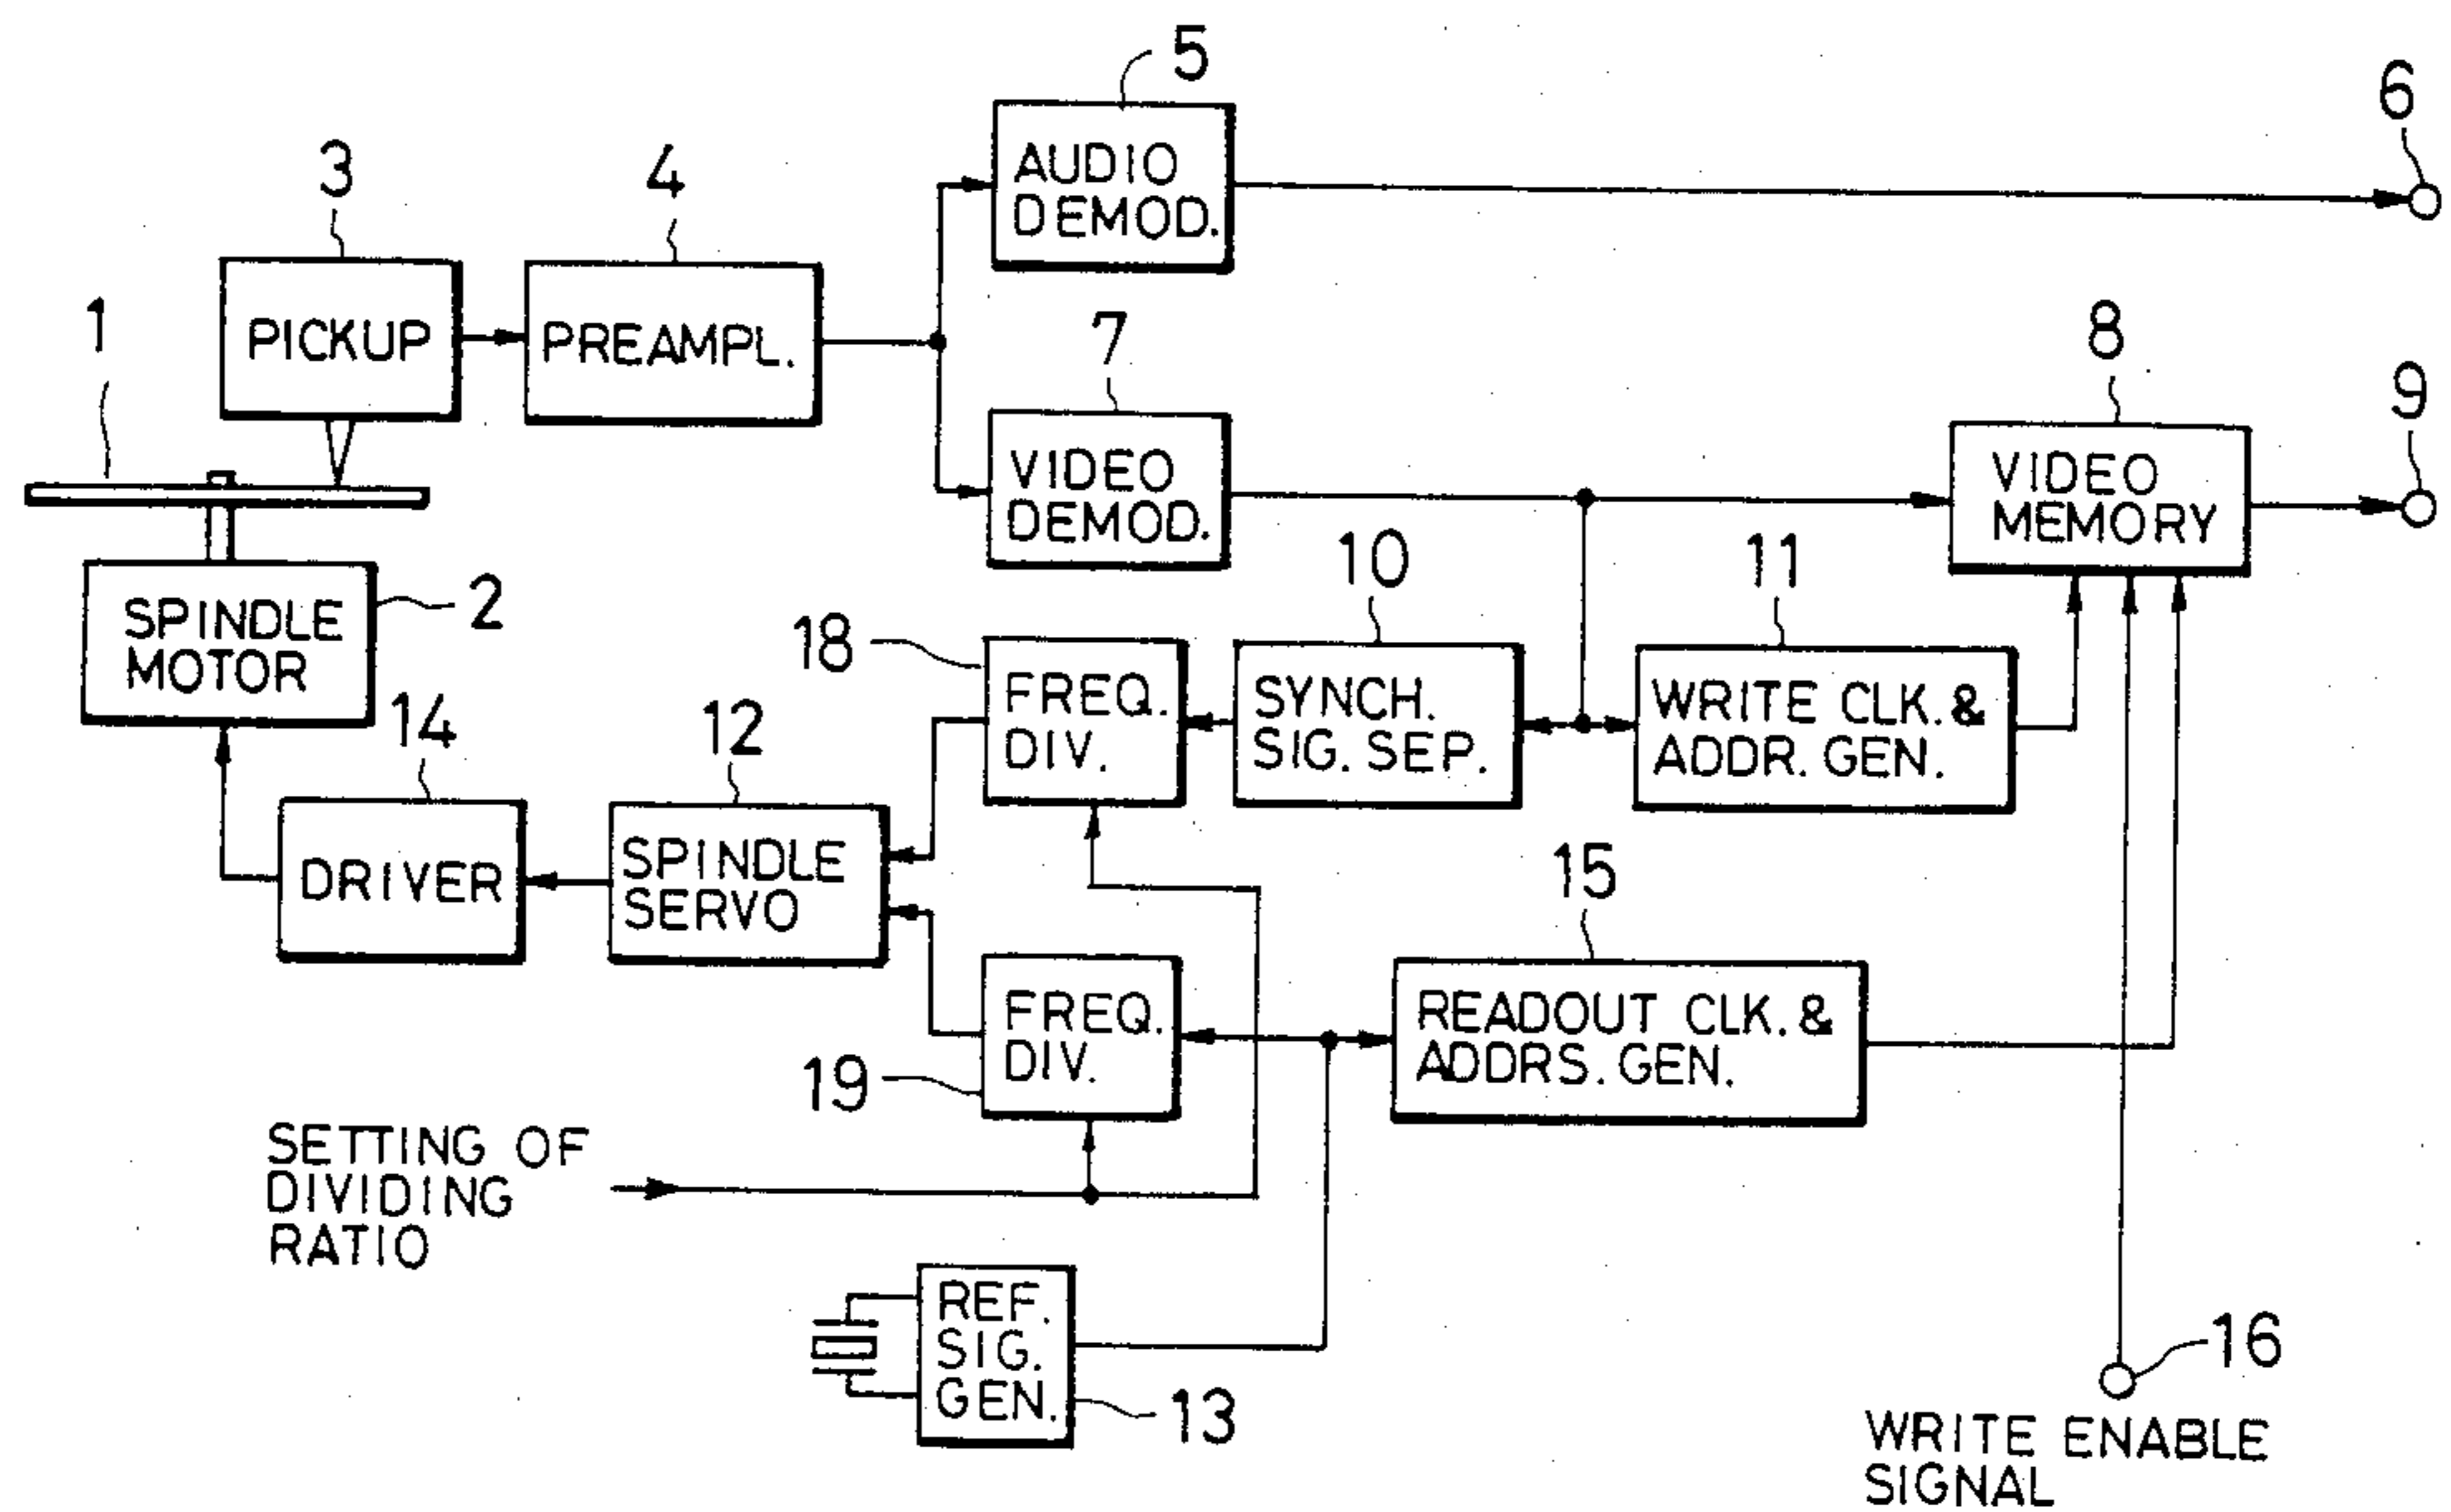 5
6
3
4
AUDIO
DEMOD.
1
PICKUP
PREAMPL.
7
8
9
VIDEO
DEMOD.
VIDEO
MEMORY
10
11
SPINDLE
MOTOR
2
18
FREQ.
DIV.
SYNCH.
SIG. SEP.
WRITE CLK. &
ADDR. GEN.
14
12
DRIVER
SPINDLE
SERVO
15
FREQ.
DIV.
READOUT CLK. &
ADDRS. GEN.
19
SETTING OF
DIVIDING
RATIO
REF.
SIG.
GEN.
13
16
WRITE ENABLE
SIGNAL